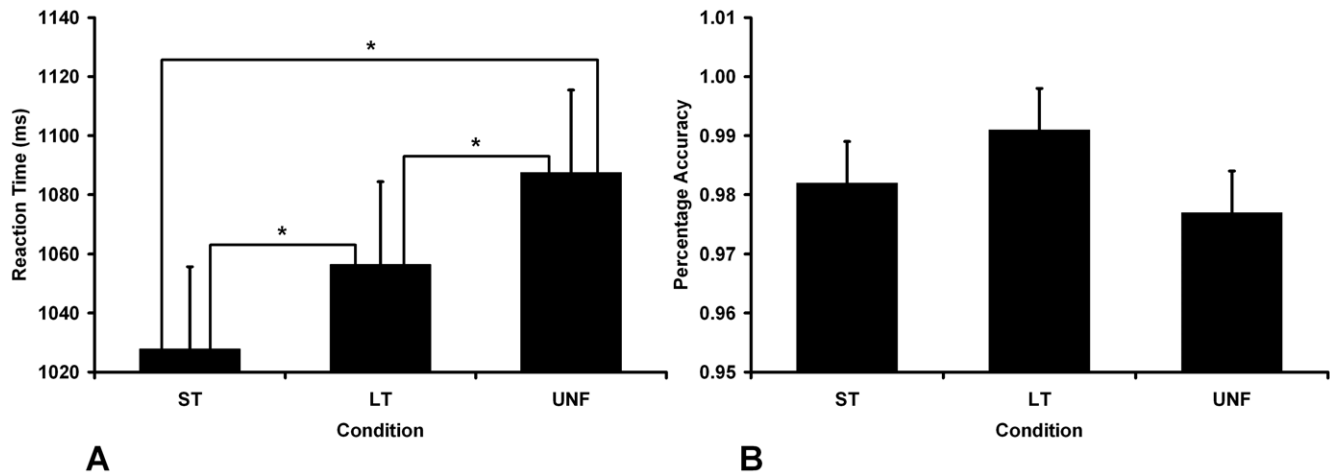 Reaction Time (ms)
1140
1120
1100
1080
1060
1040
1020
*
*
*
ST LT UNF
Condition
A
Percentage Accuracy
1.01
1.00
0.99
0.98
0.97
0.96
0.95
ST LT UNF
Condition
B